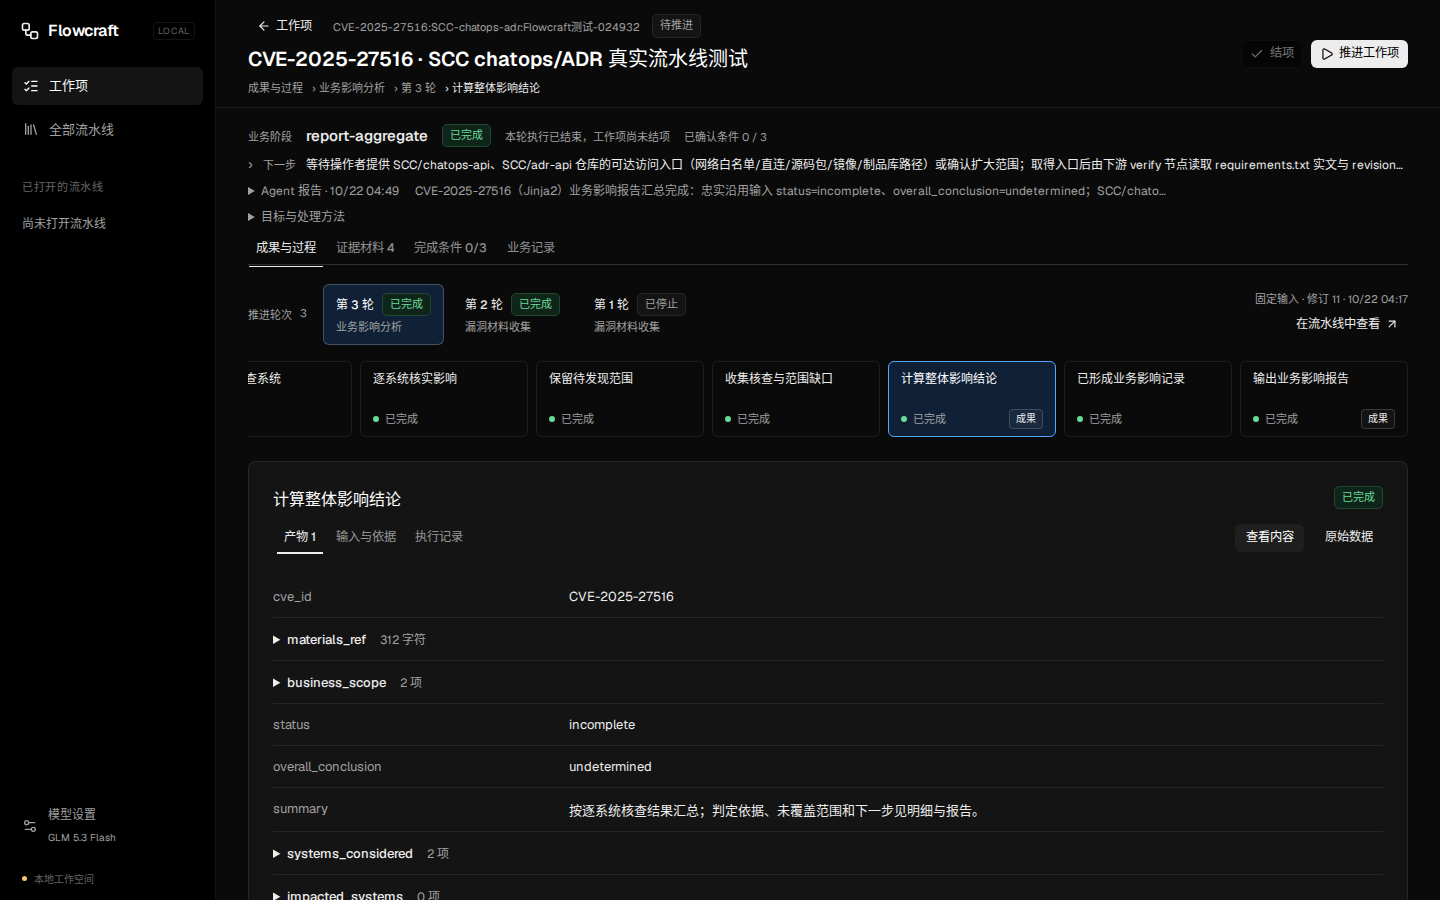 Flowcraft
LOCAL
工作项
全部流水线
已打开的流水线
尚未打开流水线
模型设置
GLM 5.3 Flash
本地工作空间
工作项
CVE-2025-27516:SCC-chatops-adr:Flowcraft测试-024932
待推进
CVE-2025-27516 · SCC chatops/ADR 真实流水线测试
结项
推进工作项
成果与过程 › 业务影响分析 › 第 3 轮 › 计算整体影响结论
业务阶段 report-aggregate 已完成 本轮执行已结束，工作项尚未结项 已确认条件 0 / 3
› 下一步 等待操作者提供 SCC/chatops-api、SCC/adr-api 仓库的可达访问入口（网络白名单/直连/源码包/镜像/制品库路径）或确认扩大范围；取得入口后由下游 verify 节点读取 requirements.txt 实文与 revision...
Agent 报告 · 10/22 04:49 CVE-2025-27516（Jinja2）业务影响报告汇总完成：忠实沿用输入 status=incomplete、overall_conclusion=undetermined；SCC/chato...
目标与处理方法
成果与过程 证据材料 4 完成条件 0/3 业务记录
推进轮次 3
第 3 轮 已完成
业务影响分析
第 2 轮 已完成
漏洞材料收集
第 1 轮 已停止
漏洞材料收集
固定输入 · 修订 11 · 10/22 04:17
在流水线中查看
查系统
逐系统核实影响
已完成
保留待发现范围
已完成
收集核查与范围缺口
已完成
计算整体影响结论
已完成 成果
已形成业务影响记录
已完成
输出业务影响报告
已完成 成果
计算整体影响结论
已完成
产物 1 输入与依据 执行记录
查看内容 原始数据
cve_id CVE-2025-27516
materials_ref 312 字符
business_scope 2 项
status incomplete
overall_conclusion undetermined
summary 按逐系统核查结果汇总；判定依据、未覆盖范围和下一步见明细与报告。
systems_considered 2 项
impacted_systems 0 项